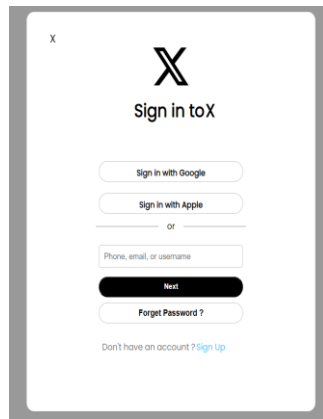 X
X
Sign in to X
Sign in with Google
Sign in with Apple
or
Phone, email, or username
Next
Forget Password ?
Don't have an account ? Sign Up